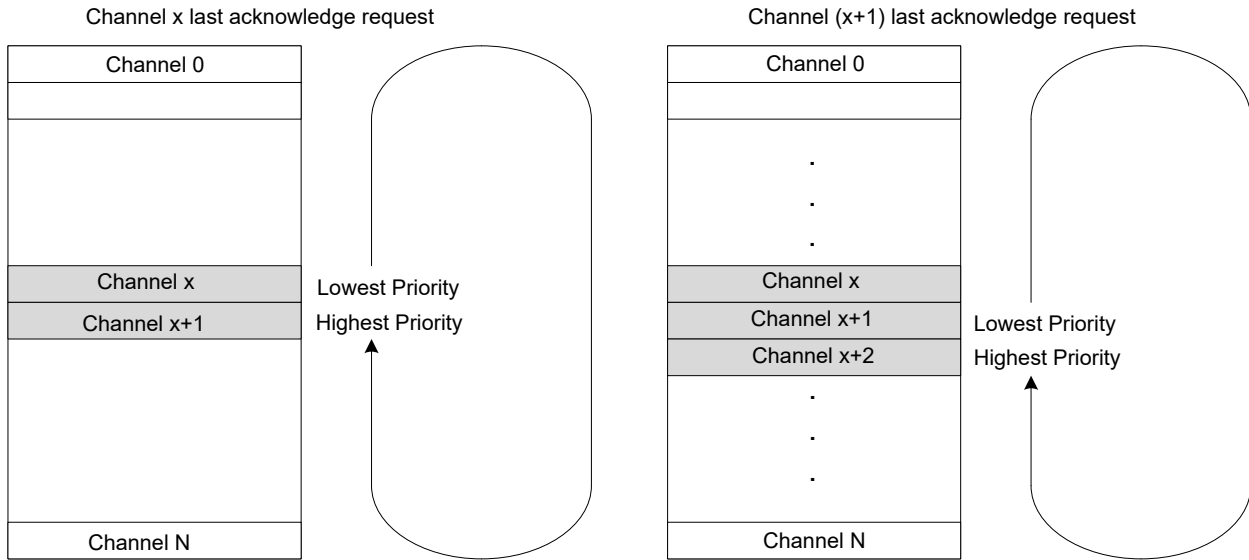 Channel x last acknowledge request
Channel 0
Channel x
Lowest Priority
Channel x+1
Highest Priority
Channel N
Channel (x+1) last acknowledge request
Channel 0
.
.
.
Channel x
Channel x+1
Lowest Priority
Channel x+2
Highest Priority
.
.
.
Channel N